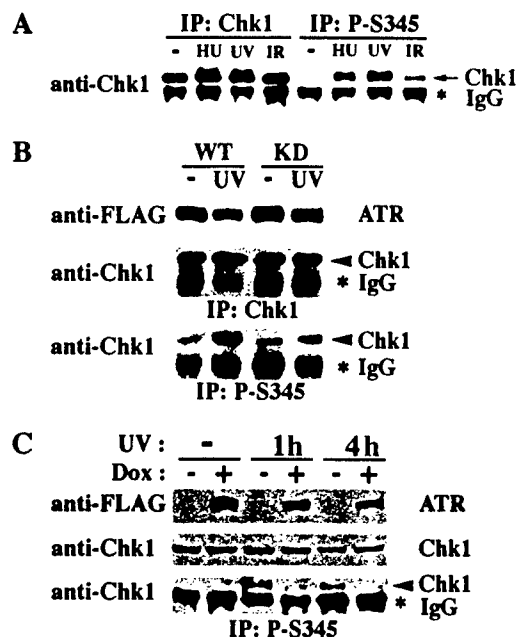 A
IP: Chk1 IP: P-S345
- HU UV IR - HU UV IR
anti-Chk1 ← Chk1
* IgG
B
WT KD
- UV - UV
anti-FLAG ATR
anti-Chk1 ◄ Chk1
* IgG
IP: Chk1
anti-Chk1 ◄ Chk1
* IgG
IP: P-S345
C
UV : - 1h 4h
Dox : - + - + - +
anti-FLAG ATR
anti-Chk1 Chk1
anti-Chk1 ◄ Chk1
* IgG
IP: P-S345